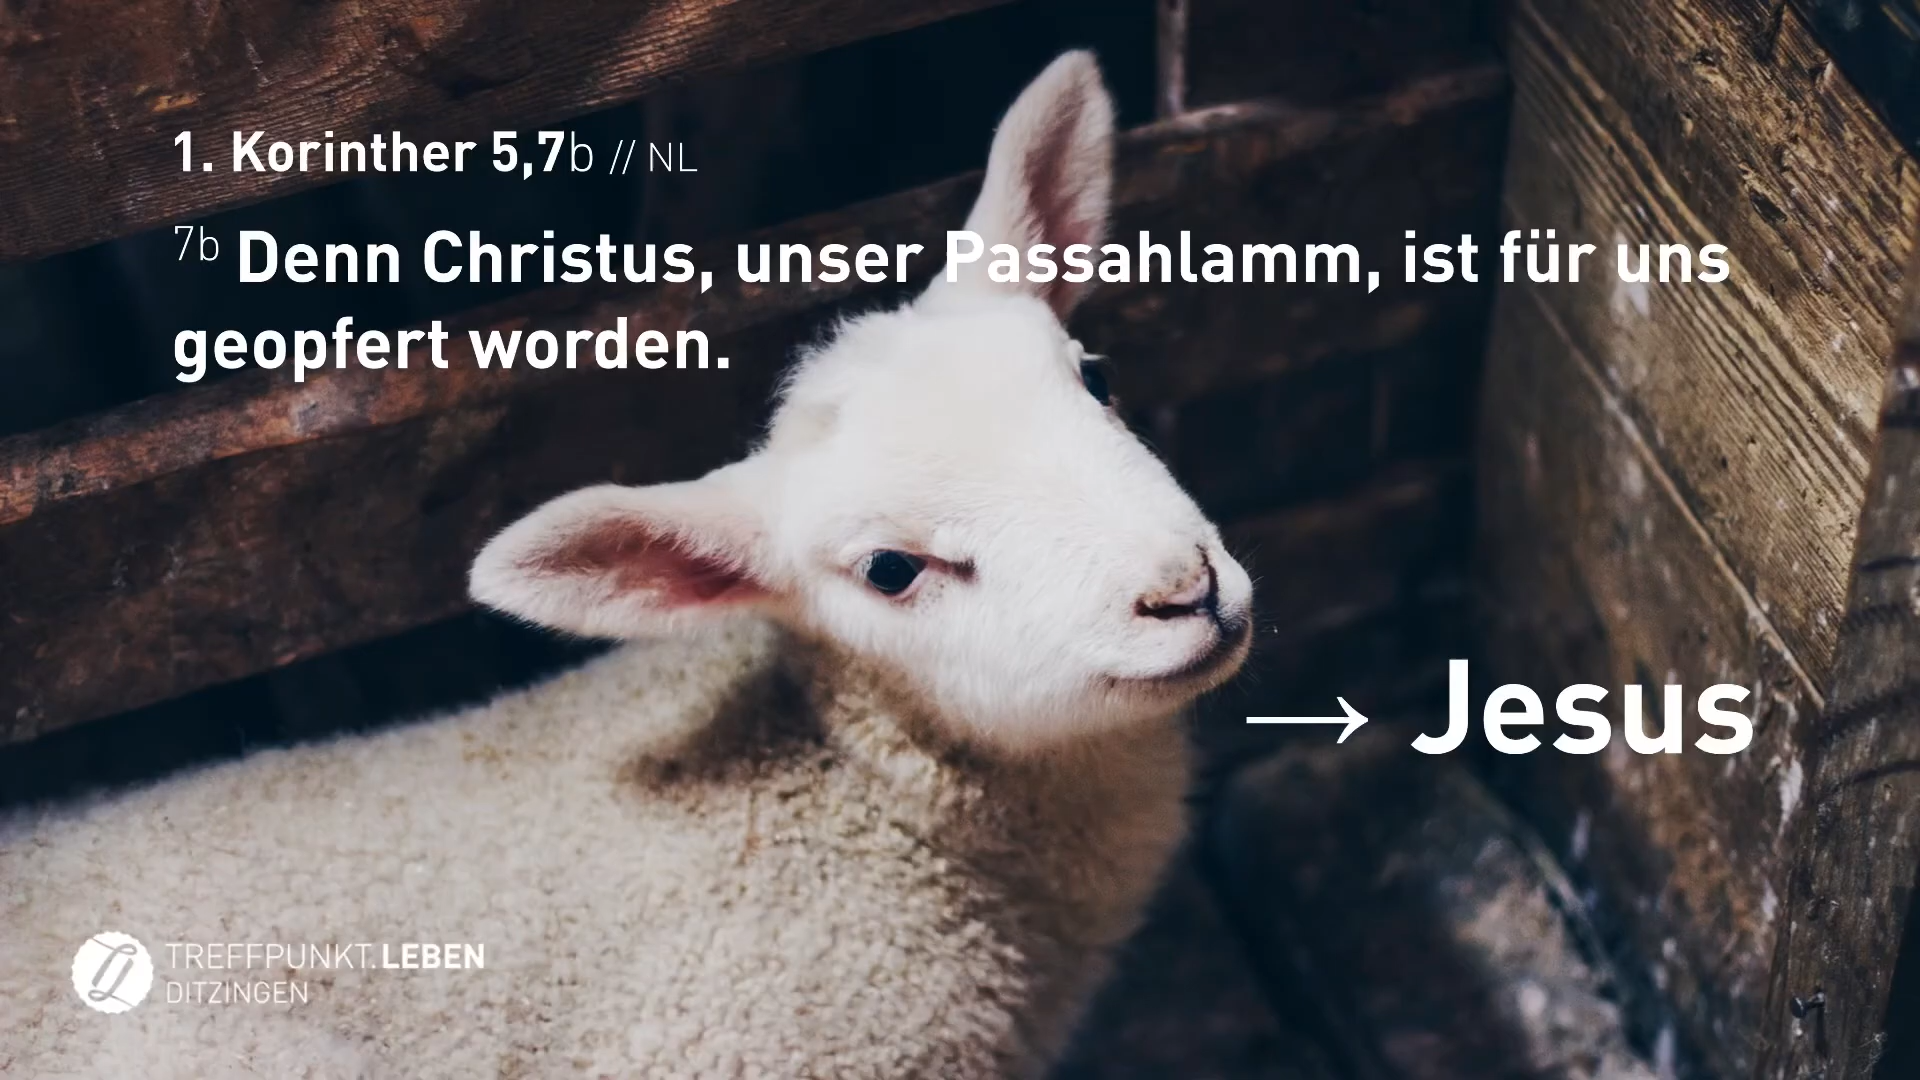 1. Korinther 5,7b // NL
7b Denn Christus, unser Passahlamm, ist für uns
geopfert worden.
→ Jesus
TREFFPUNKT.LEBEN
DITZINGEN